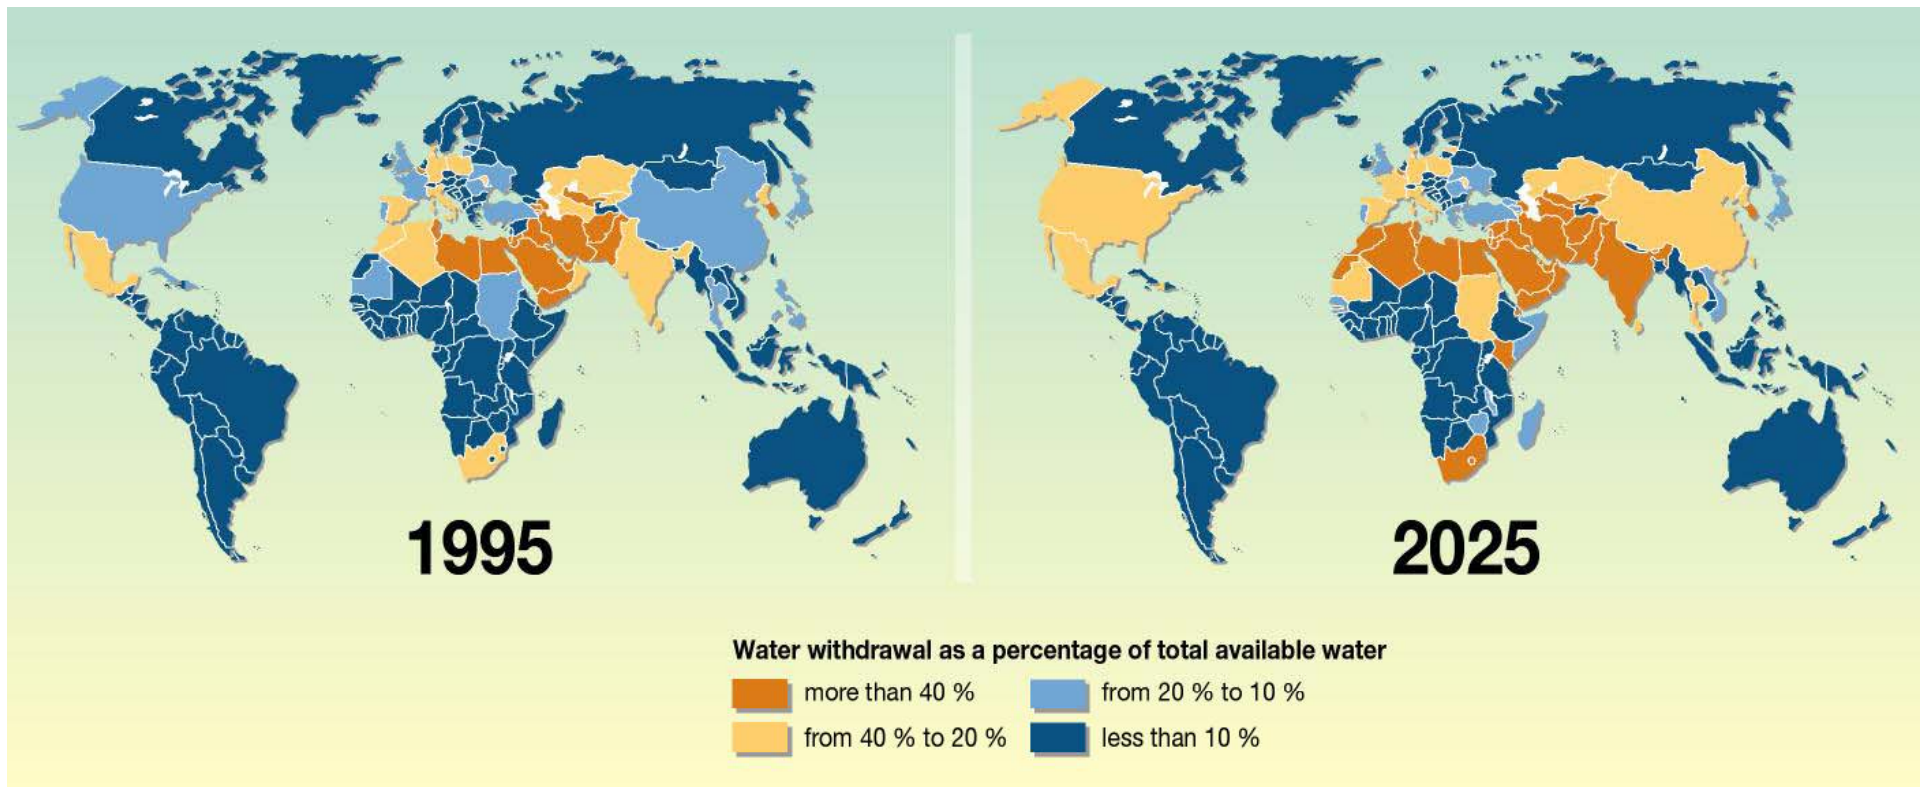 1995
2025
Water withdrawal as a percentage of total available water
more than 40 %
from 20 % to 10 %
from 40 % to 20 %
less than 10 %